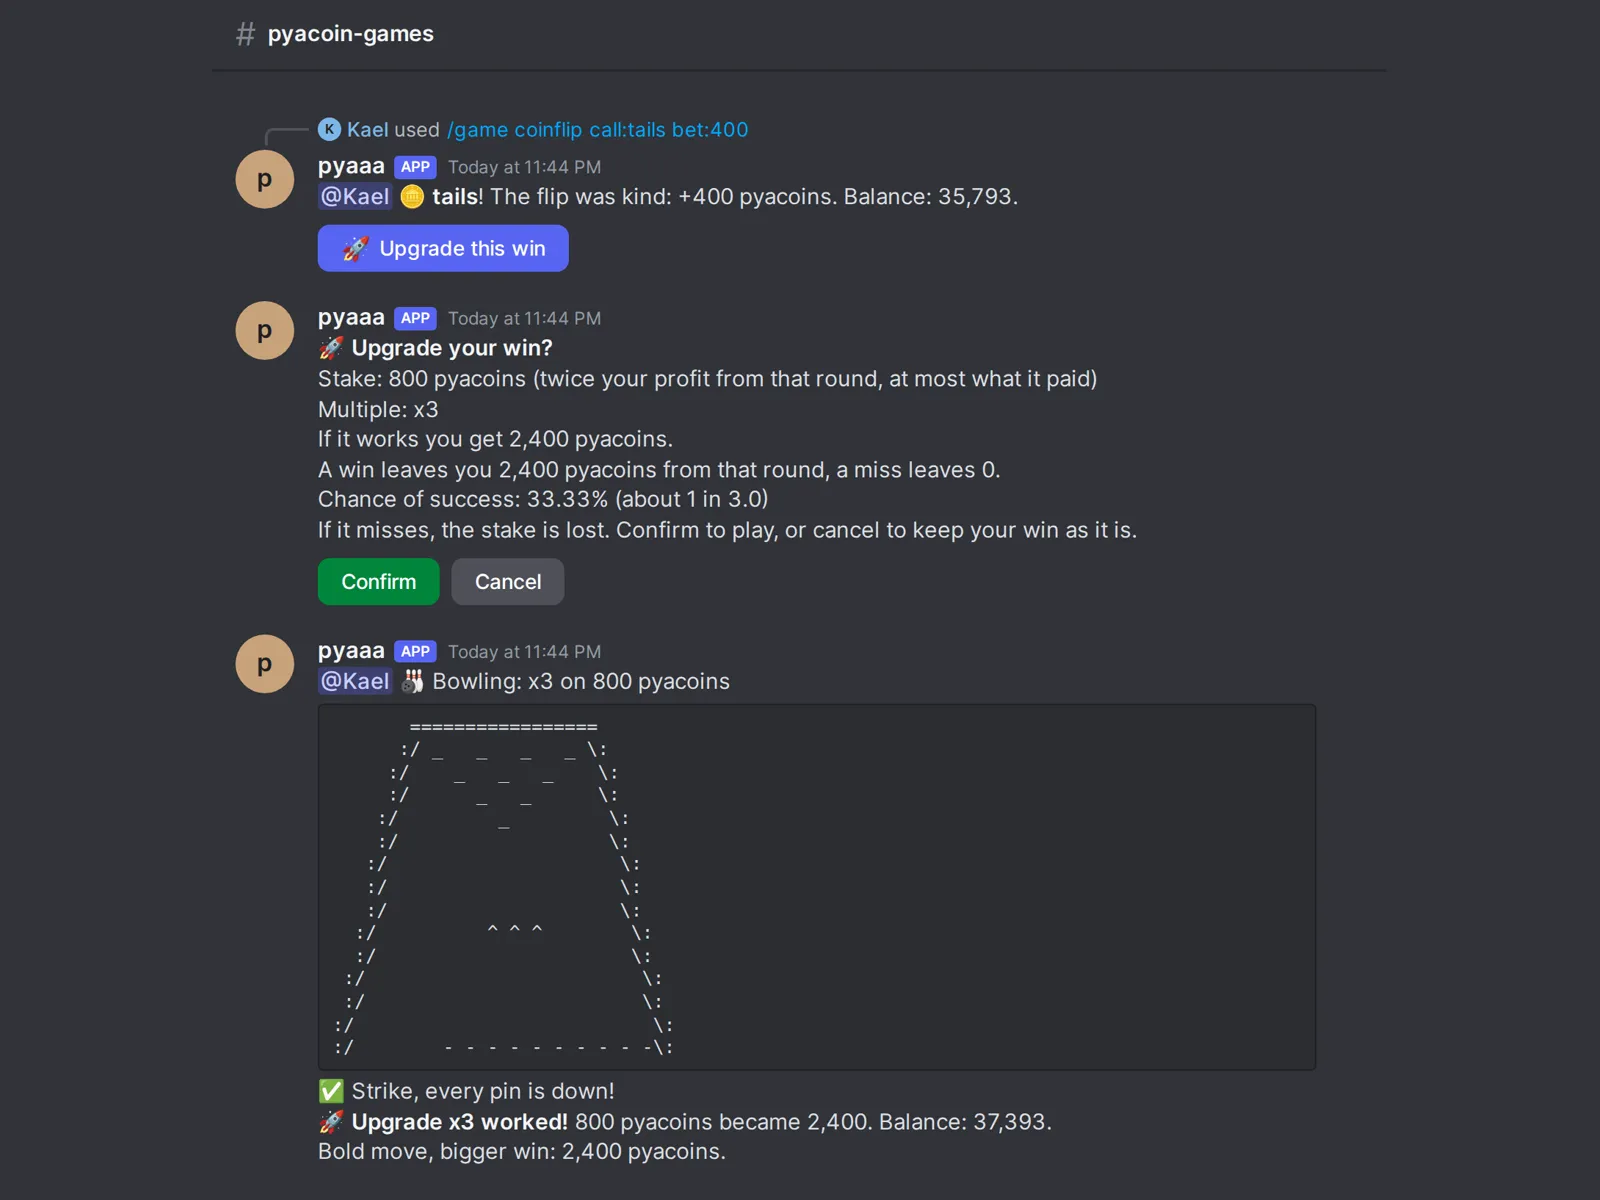 # pyacoin-games
K Kael used /game coinflip call:tails bet:400
p pyaaa APP Today at 11:44 PM
@Kael 🪙 tails! The flip was kind: +400 pyacoins. Balance: 35,793.
🚀 Upgrade this win
p pyaaa APP Today at 11:44 PM
🚀 Upgrade your win?
Stake: 800 pyacoins (twice your profit from that round, at most what it paid)
Multiple: x3
If it works you get 2,400 pyacoins.
A win leaves you 2,400 pyacoins from that round, a miss leaves 0.
Chance of success: 33.33% (about 1 in 3.0)
If it misses, the stake is lost. Confirm to play, or cancel to keep your win as it is.
Confirm Cancel
p pyaaa APP Today at 11:44 PM
@Kael 🎳 Bowling: x3 on 800 pyacoins
       =================
      :/ _   _   _   _ \:
     :/    _   _   _    \:
     :/      _   _      \:
    :/         _         \:
    :/                   \:
   :/                     \:
   :/                     \:
   :/                     \:
  :/          ^ ^ ^        \:
  :/                       \:
 :/                         \:
 :/                         \:
:/                           \:
:/        - - - - - - - - - -\:
✅ Strike, every pin is down!
🚀 Upgrade x3 worked! 800 pyacoins became 2,400. Balance: 37,393.
Bold move, bigger win: 2,400 pyacoins.